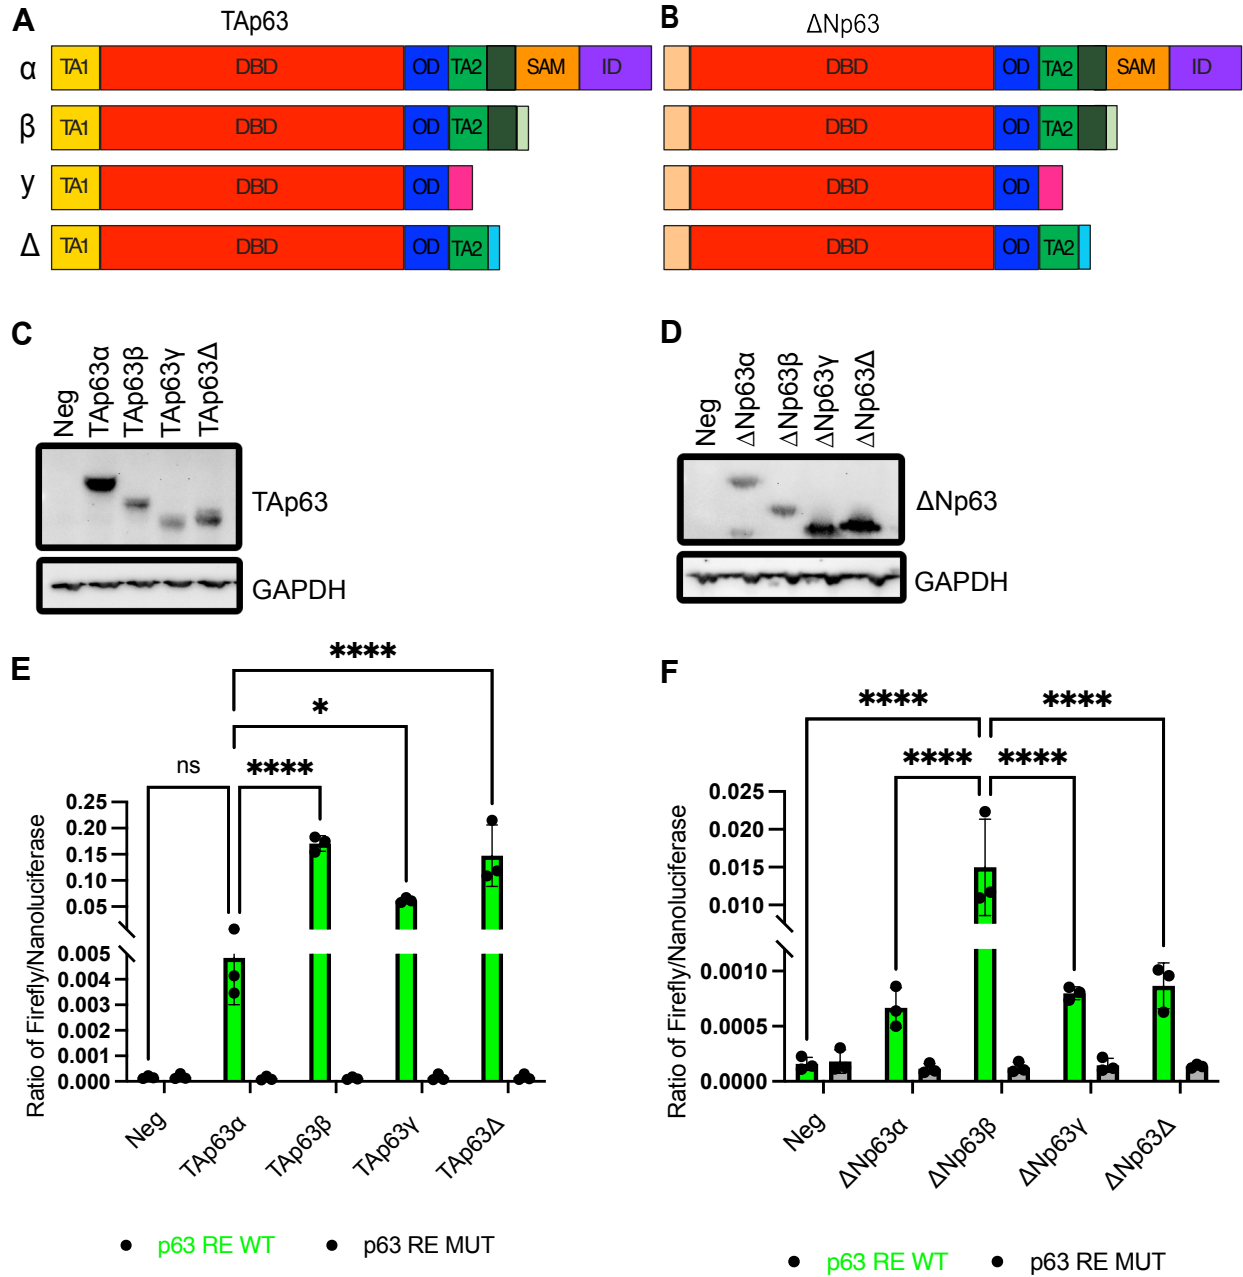 A
TAp63
α TA1 DBD OD TA2 SAM ID
β TA1 DBD OD TA2
y TA1 DBD OD
Δ TA1 DBD OD TA2
B
ΔNp63
DBD OD TA2 SAM ID
DBD OD TA2
DBD OD
DBD OD TA2
C
Neg
TAp63α
TAp63β
TAp63γ
TAp63Δ
TAp63
GAPDH
D
Neg
ΔNp63α
ΔNp63β
ΔNp63γ
ΔNp63Δ
ΔNp63
GAPDH
E
****
*
ns ****
Ratio of Firefly/Nanoluciferase
0.25
0.20
0.15
0.10
0.05
0.005
0.004
0.003
0.002
0.001
0.000
Neg
TAp63α
TAp63β
TAp63γ
TAp63Δ
p63 RE WT p63 RE MUT
F
**** ****
**** ****
Ratio of Firefly/Nanoluciferase
0.025
0.020
0.015
0.010
0.0010
0.0005
0.0000
Neg
ΔNp63α
ΔNp63β
ΔNp63γ
ΔNp63Δ
p63 RE WT p63 RE MUT